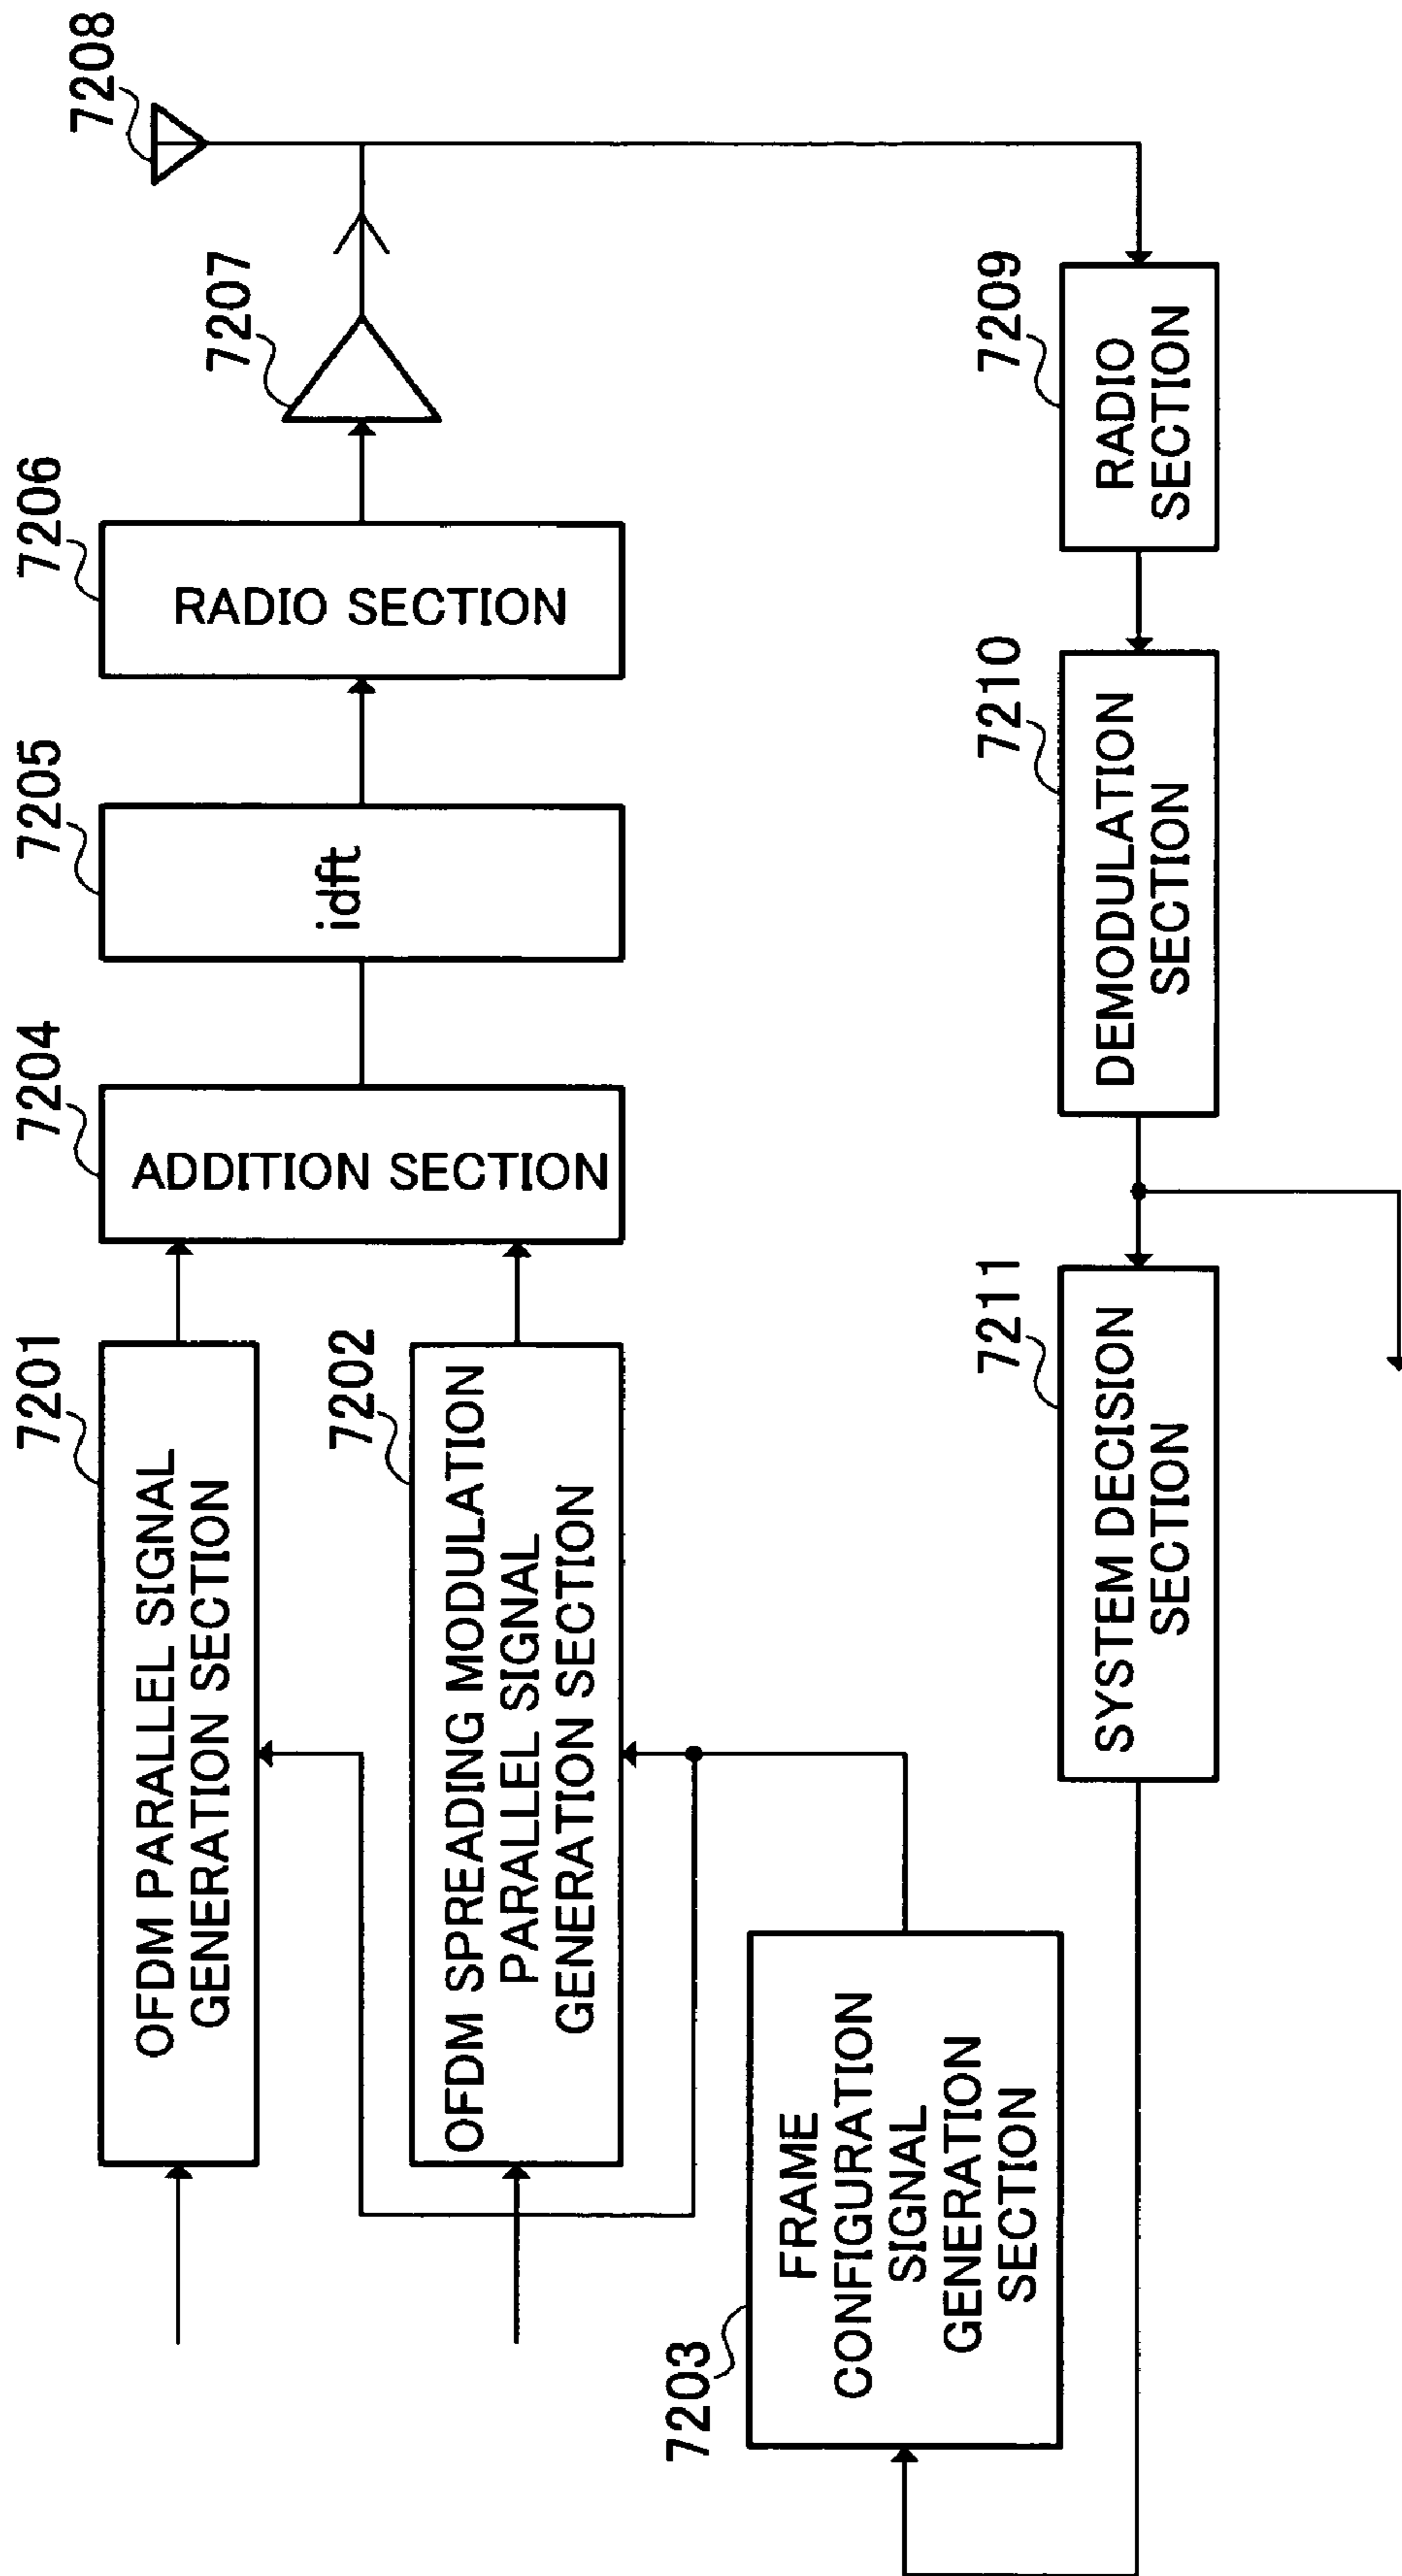 7201
OFDM PARALLEL SIGNAL
GENERATION SECTION
7202
OFDM SPREADING MODULATION
PARALLEL SIGNAL
GENERATION SECTION
7203
FRAME
CONFIGURATION
SIGNAL
GENERATION
SECTION
7204
ADDITION SECTION
7205
idft
7206
RADIO SECTION
7207
7208
7209
RADIO
SECTION
7210
DEMODULATION
SECTION
7211
SYSTEM DECISION
SECTION